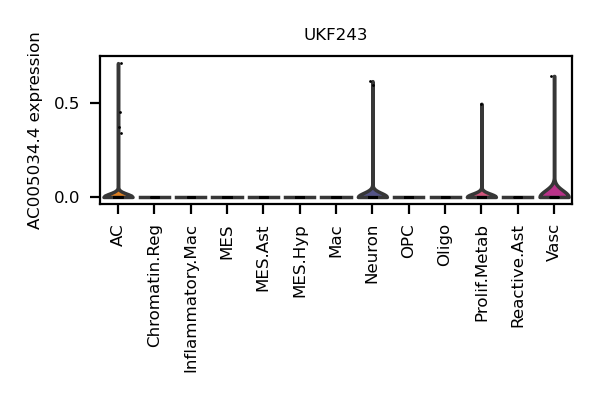 UKF243
AC005034.4 expression
0.5
0.0
AC
Chromatin.Reg
Inflammatory.Mac
MES
MES.Ast
MES.Hyp
Mac
Neuron
OPC
Oligo
Prolif.Metab
Reactive.Ast
Vasc